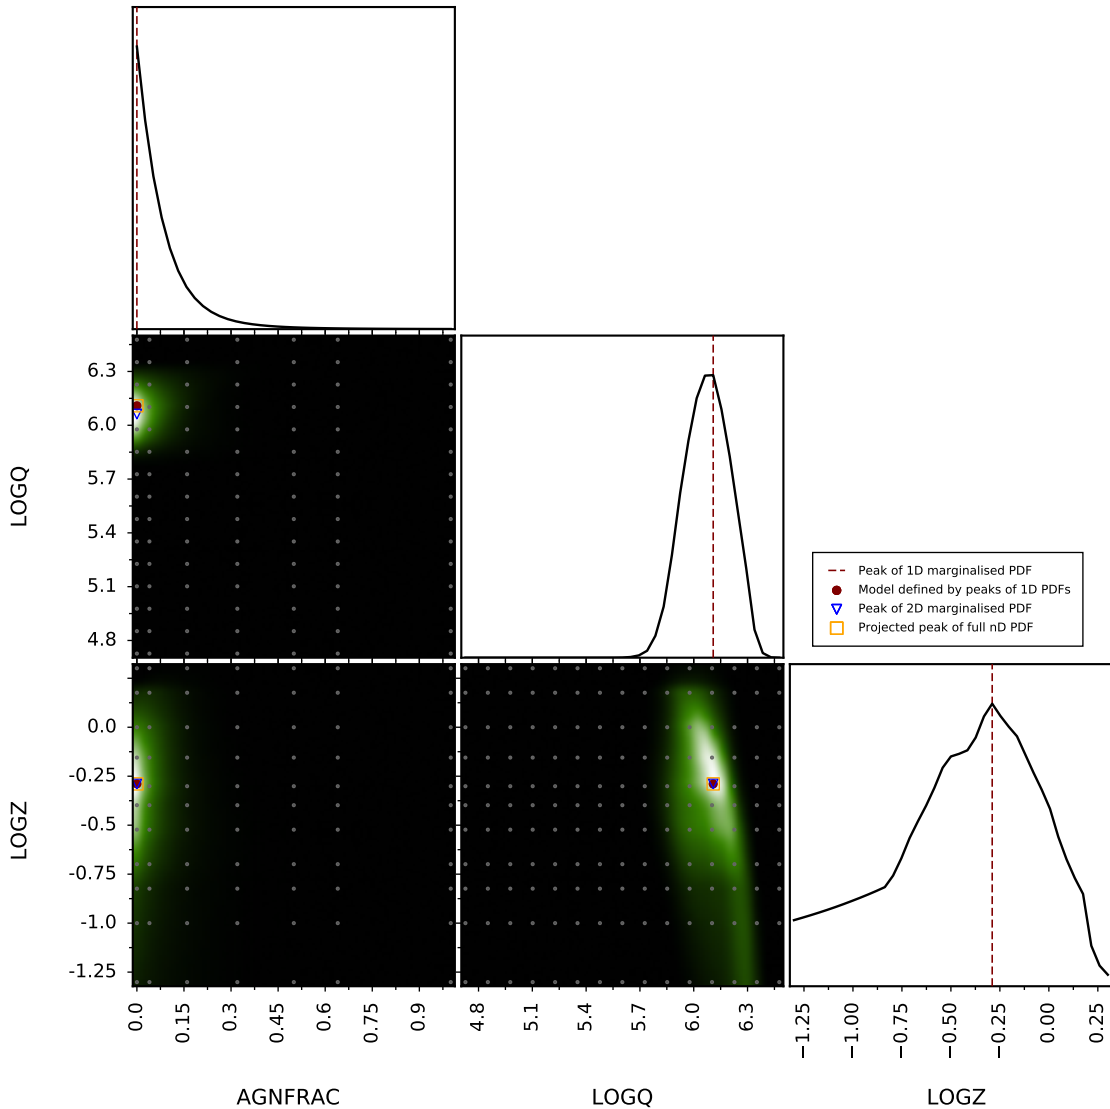 6.3
6.0
5.7
5.4
5.1
4.8
LOGQ
Peak of 1D marginalised PDF
Model defined by peaks of 1D PDFs
Peak of 2D marginalised PDF
Projected peak of full nD PDF
0.0
-0.25
-0.5
-0.75
-1.0
-1.25
LOGZ
0.0 0.15 0.3 0.45 0.6 0.75 0.9
4.8 5.1 5.4 5.7 6.0 6.3
−1.25 −1.00 −0.75 −0.50 −0.25 0.00 0.25
AGNFRAC
LOGQ
LOGZ